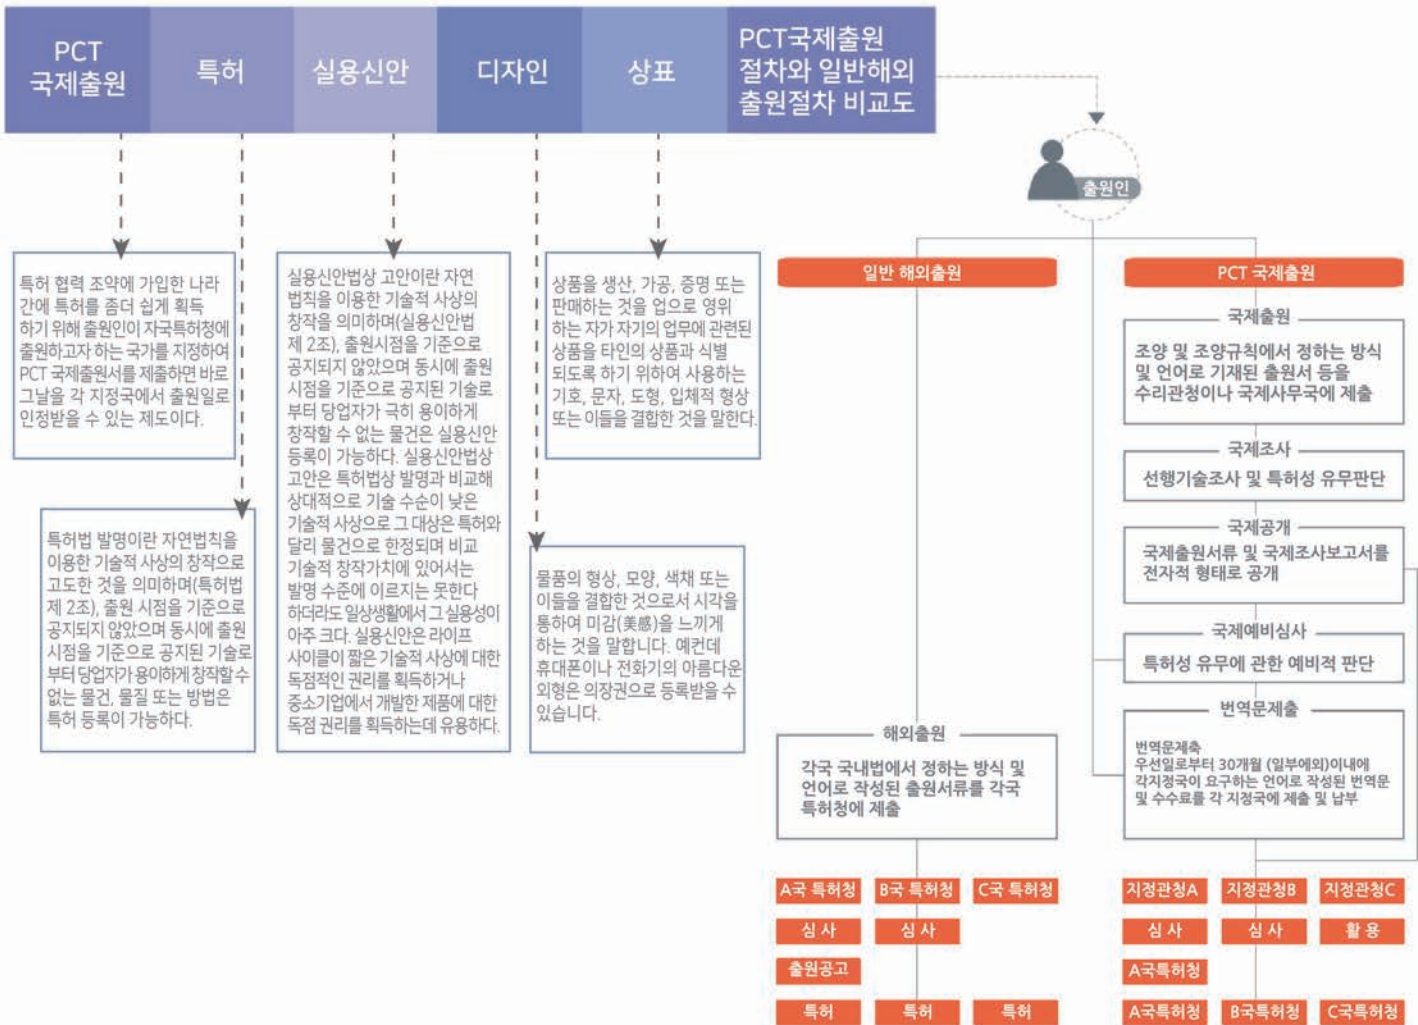 PCT
국제출원
특허
실용신안
디자인
상표
PCT국제출원
절차와 일반해외
출원절차 비교도
출원인
특허 협력 조약에 가입한 나라
간에 특허를 좀더 쉽게 획득
하기 위해 출원인이 자국특허청에
출원하고자 하는 국가를 지정하여
PCT 국제출원서를 제출하면 바로
그날을 각 지정국에서 출원일로
인정받을 수 있는 제도이다.
특허법 발명이란 자연법칙을
이용한 기술적 사상의 창작으로
고도한 것을 의미하며(특허법
제 2조), 출원 시점을 기준으로
공지되지 않았으며 동시에 출원
시점을 기준으로 공지된 기술로
부터 당업자가 용이하게 창작할 수
없는 물건, 물질 또는 방법은
특허 등록이 가능하다.
실용신안법상 고안이란 자연
법칙을 이용한 기술적 사상의
창작을 의미하며(실용신안법
제 2조), 출원시점을 기준으로
공지되지 않았으며 동시에 출원
시점을 기준으로 공지된 기술로
부터 당업자가 극히 용이하게
창작할 수 없는 물건은 실용신안
등록이 가능하다. 실용신안법상
고안은 특허법상 발명과 비교해
상대적으로 기술 수순이 낮은
기술적 사상으로 그 대상은 특허와
달리 물건으로 한정되며 비교
기술적 창작가치에 있어서는
발명 수준에 이르지는 못한다
하더라도 일상생활에서 그 실용성이
아주 크다. 실용신안은 라이프
사이클이 짧은 기술적 사상에 대한
독점적인 권리를 획득하거나
중소기업에서 개발한 제품에 대한
독점 권리를 획득하는데 유용하다.
상품을 생산, 가공, 증명 또는
판매하는 것을 업으로 영위
하는 자가 자기의 업무에 관련된
상품을 타인의 상품과 식별
되도록 하기 위하여 사용하는
기호, 문자, 도형, 입체적 형상
또는 이들을 결합한 것을 말한다.
물품의 형상, 모양, 색채 또는
이들을 결합한 것으로서 시각을
통하여 미감(美感)을 느끼게
하는 것을 말합니다. 예컨데
휴대폰이나 전화기의 아름다운
외형은 의장권으로 등록받을 수
있습니다.
일반 해외출원
해외출원
각국 국내법에서 정하는 방식 및
언어로 작성된 출원서류를 각국
특허청에 제출
A국 특허청 B국 특허청 C국 특허청
심 사 심 사
출원공고
특허 특허 특허
PCT 국제출원
국제출원
조양 및 조양규칙에서 정하는 방식
및 언어로 기재된 출원서 등을
수리관청이나 국제사무국에 제출
국제조사
선행기술조사 및 특허성 유무판단
국제공개
국제출원서류 및 국제조사보고서를
전자적 형태로 공개
국제예비심사
특허성 유무에 관한 예비적 판단
번역문제출
번역문제축
우선일로부터 30개월 (일부에외)이내에
각지정국이 요구하는 언어로 작성된 번역문
및 수수료를 각 지정국에 제출 및 납부
지정관청A 지정관청B 지정관청C
심 사 심 사 활 용
A국특허청
A국특허청 B국특허청 C국특허청